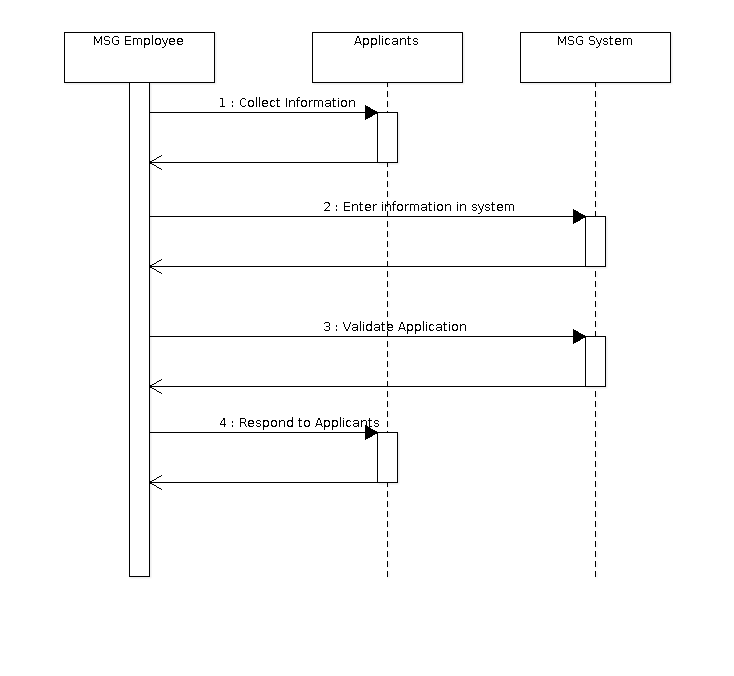 MSG Employee
Applicants
MSG System
1 : Collect Information
2 : Enter information in system
3 : Validate Application
4 : Respond to Applicants